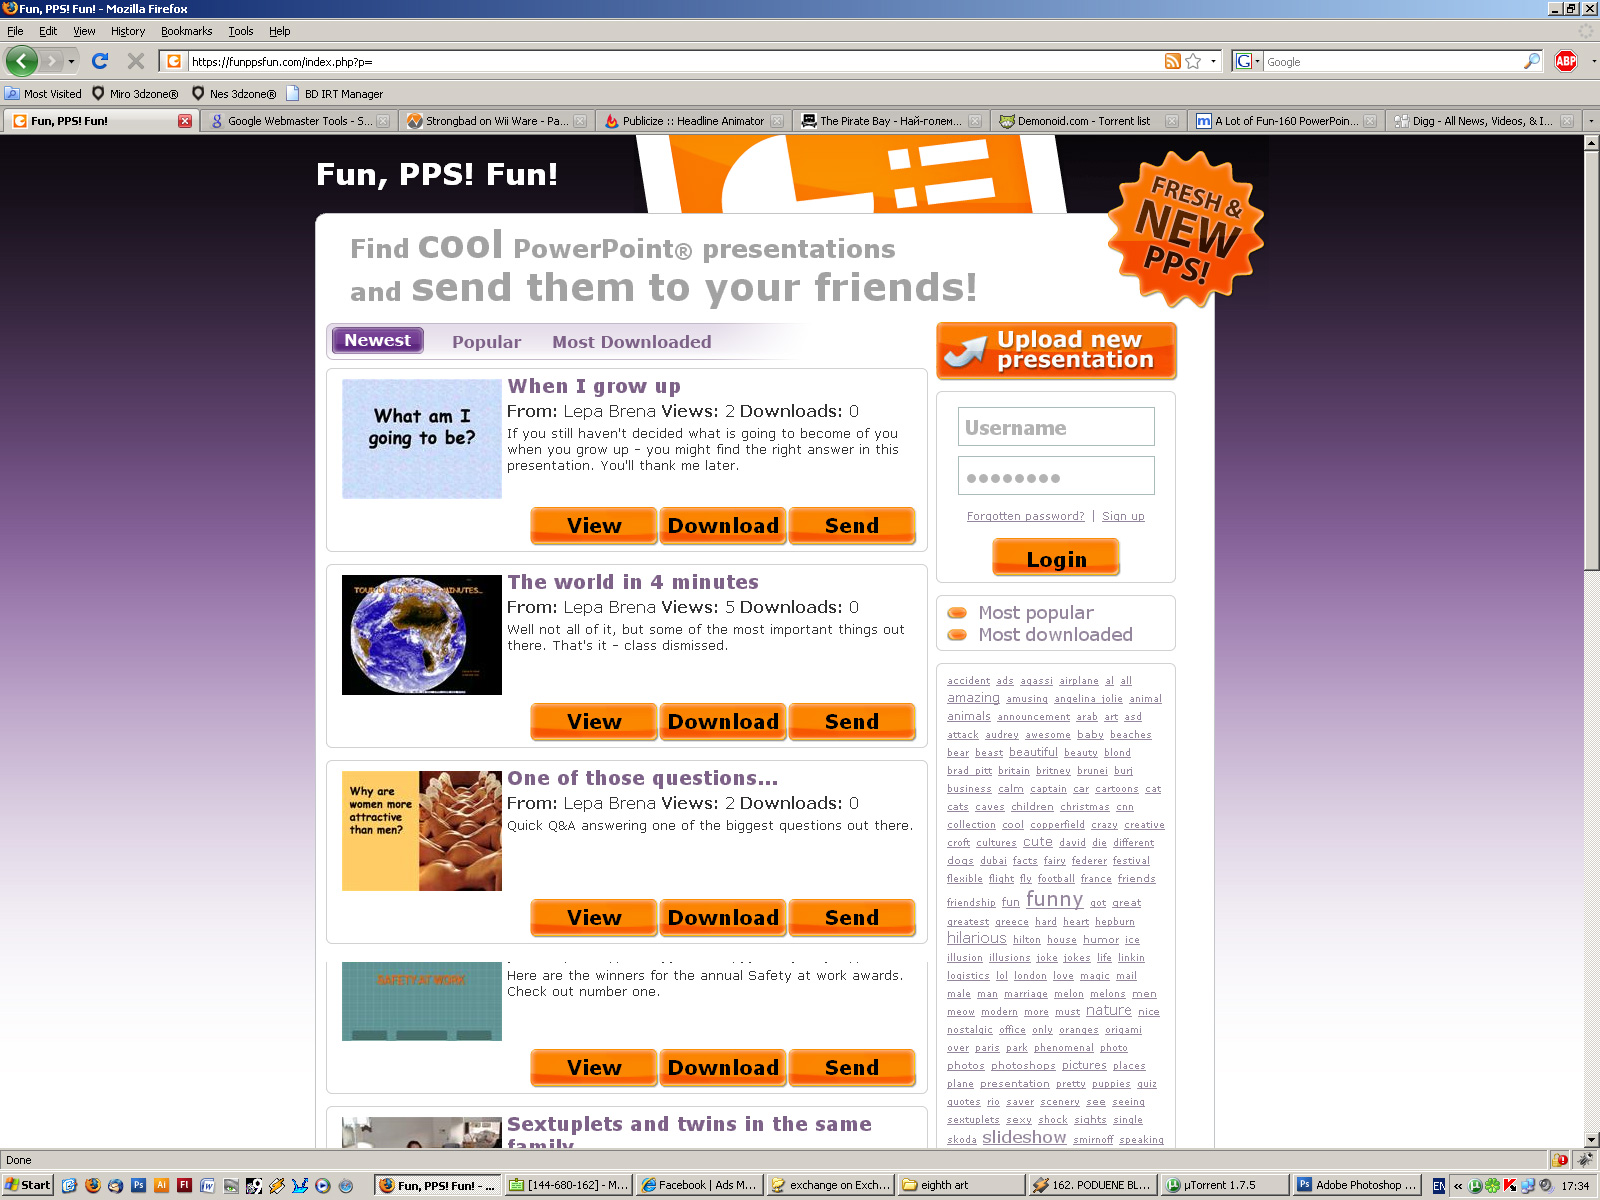 Fun, PPS! Fun! - Mozilla Firefox
File Edit View History Bookmarks Tools Help
https://funppsfun.com/index.php?p=
Google
ABP
Most Visited Miro 3dzone® Nes 3dzone® BD IRT Manager
Fun, PPS! Fun! Google Webmaster Tools - S... Strongbad on Wii Ware - Pa... Publicize :: Headline Animator The Pirate Bay - Най-голем... Demonoid.com - Torrent list A Lot of Fun-160 PowerPoin... Digg - All News, Videos, & I...
Fun, PPS! Fun!
FRESH &
NEW
PPS!
Find cool PowerPoint® presentations
and send them to your friends!
Newest Popular Most Downloaded
When I grow up
What am I
going to be?
From: Lepa Brena Views: 2 Downloads: 0
If you still haven't decided what is going to become of you
when you grow up - you might find the right answer in this
presentation. You'll thank me later.
View Download Send
The world in 4 minutes
From: Lepa Brena Views: 5 Downloads: 0
Well not all of it, but some of the most important things out
there. That's it - class dismissed.
View Download Send
One of those questions...
Why are
women more
attractive
than men?
From: Lepa Brena Views: 2 Downloads: 0
Quick Q&A answering one of the biggest questions out there.
View Download Send
SAFETY AT WORK
Here are the winners for the annual Safety at work awards.
Check out number one.
View Download Send
Sextuplets and twins in the same
family
Upload new
presentation
Username
Forgotten password? | Sign up
Login
Most popular
Most downloaded
accident ads agassi airplane al all
amazing amusing angelina jolie animal
animals announcement arab art asd
attack audrey awesome baby beaches
bear beast beautiful beauty blond
brad pitt britain britney brunei burj
business calm captain car cartoons cat
cats caves children christmas cnn
collection cool copperfield crazy creative
croft cultures cute david die different
dogs dubai facts fairy federer festival
flexible flight fly football france friends
friendship fun funny got great
greatest greece hard heart hepburn
hilarious hilton house humor ice
illusion illusions joke jokes life linkin
logistics lol london love magic mail
male man marriage melon melons men
meow modern more must nature nice
nostalgic office only oranges origami
over paris park phenomenal photo
photos photoshops pictures places
plane presentation pretty puppies quiz
quotes rio saver scenery see seeing
sextuplets sexy shock sights single
skoda slideshow smirnoff speaking
Done
Start Fun, PPS! Fun! - ... [144-680-162] - M... Facebook | Ads M... exchange on Exch... eighth art 162. PODUENE BL... µTorrent 1.7.5 Adobe Photoshop ... EN 17:34